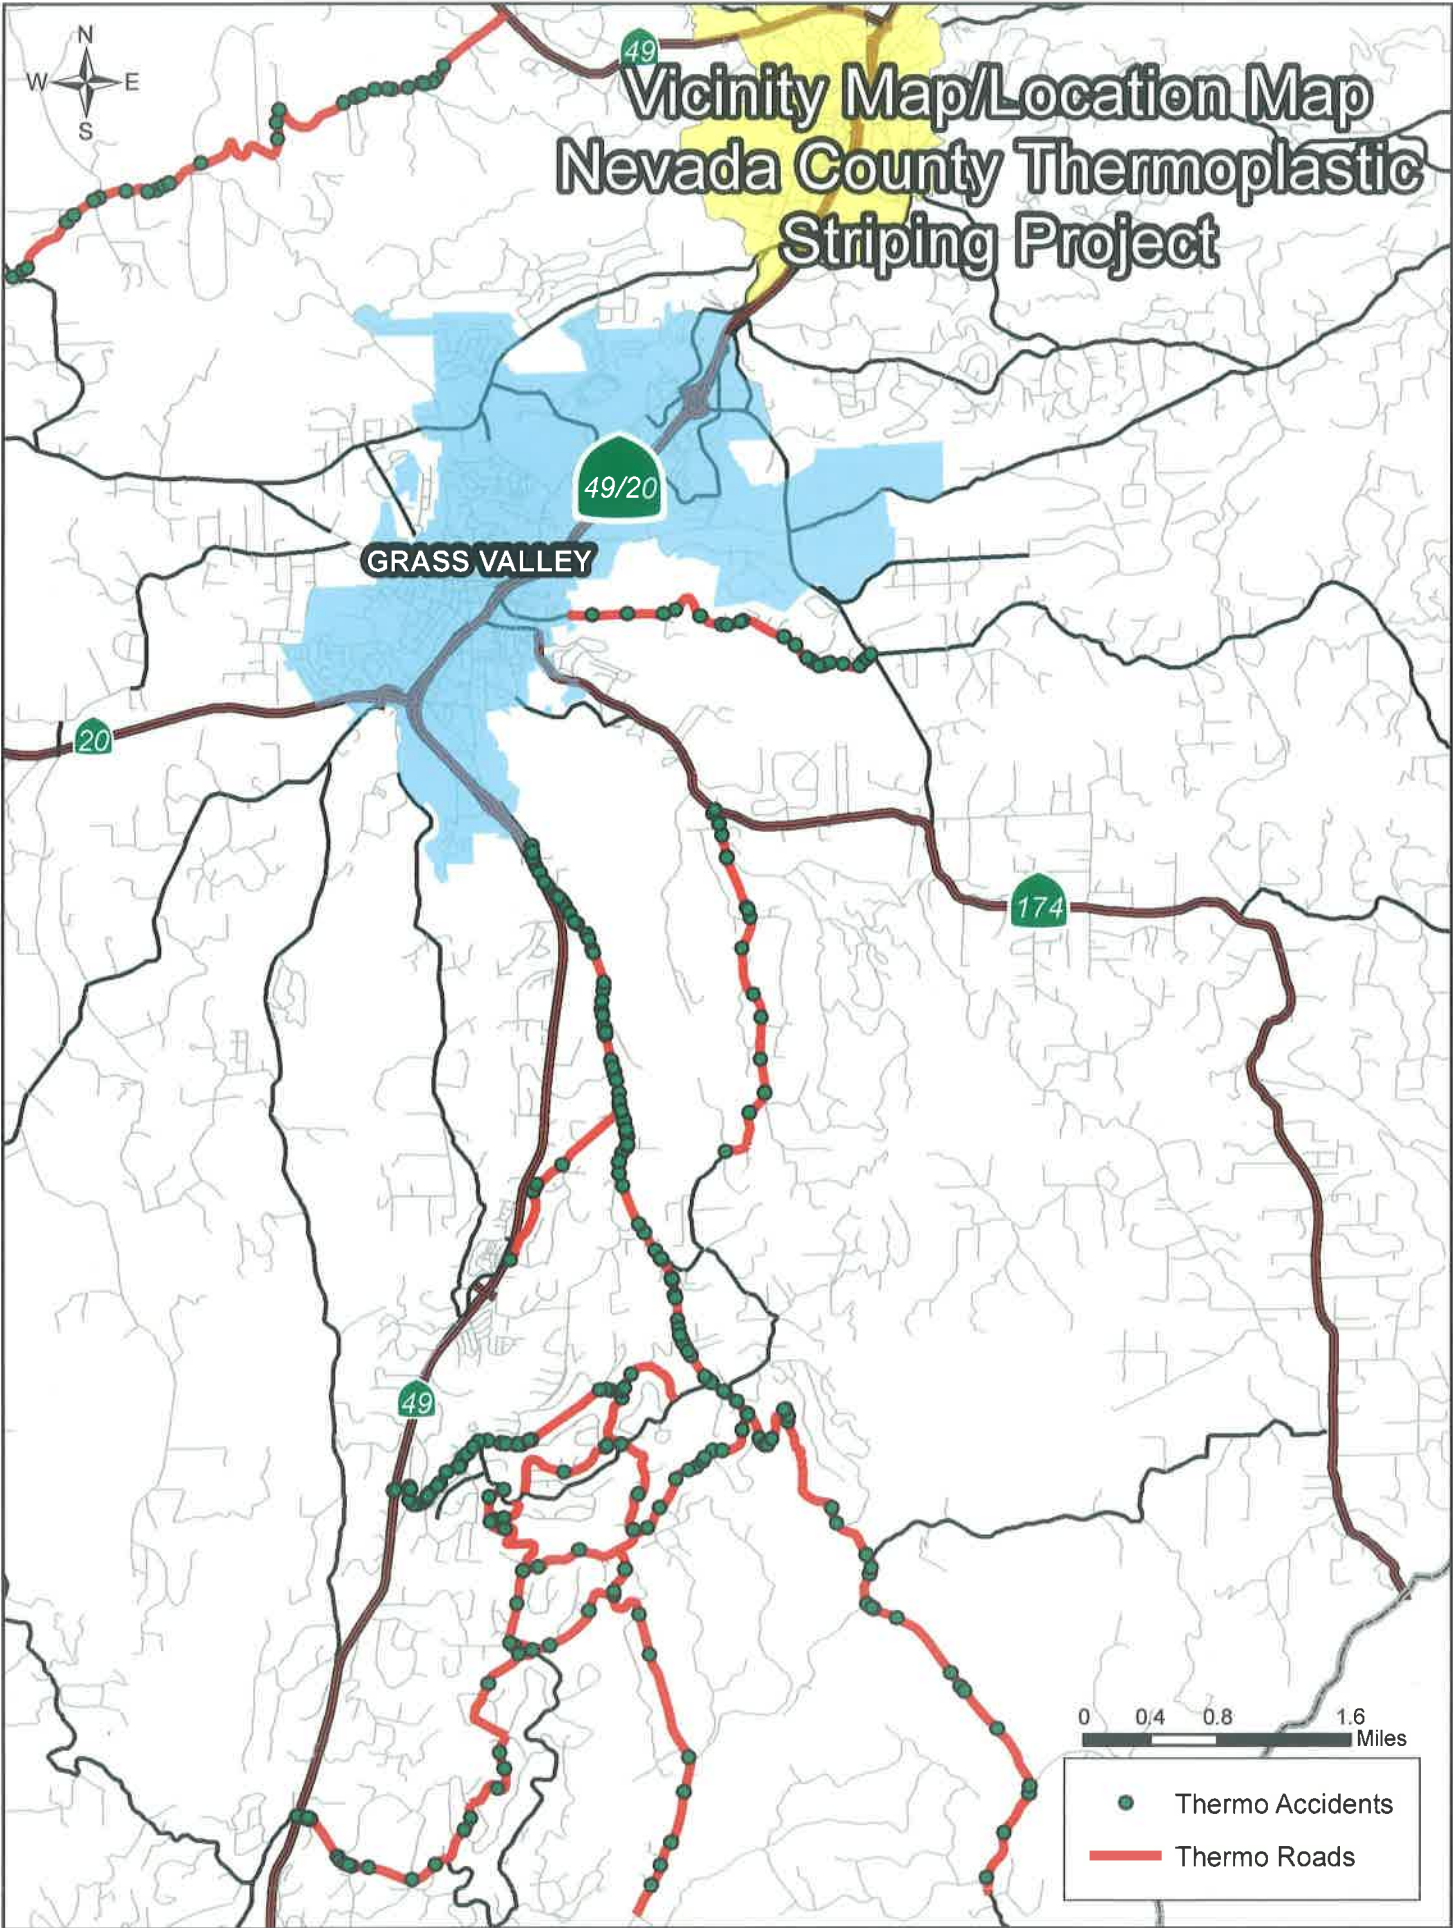 N
W E
S
49
Vicinity Map/Location Map
Nevada County Thermoplastic
Striping Project
49/20
GRASS VALLEY
20
174
49
0 0.4 0.8 1.6
Miles
Thermo Accidents
Thermo Roads